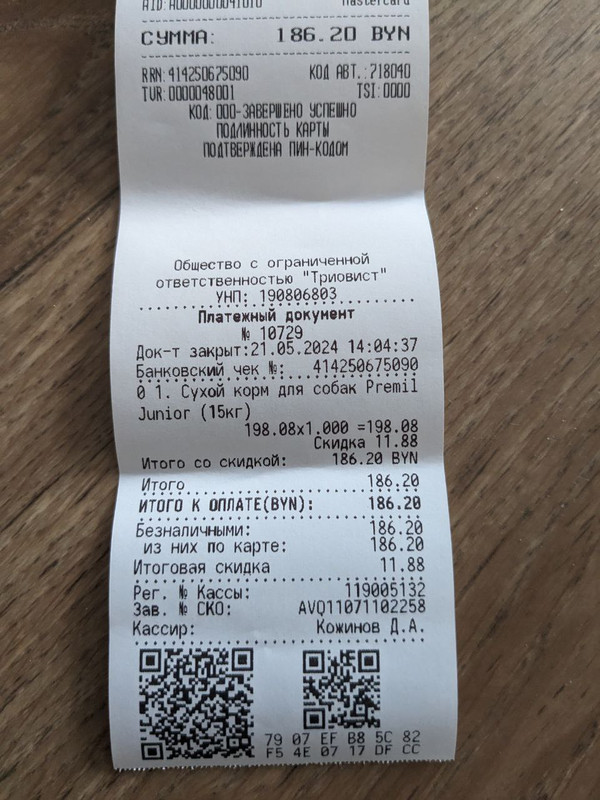 AID: A0000000041010 Mastercard
СУММА: 186.20 BYN
RRN: 414250675090 КОД АВТ.: 718040
TVR: 0000048001 TSI: 0000
КОД: 000-ЗАВЕРШЕНО УСПЕШНО
ПОДЛИННОСТЬ КАРТЫ
ПОДТВЕРЖДЕНА ПИН-КОДОМ
Общество с ограниченной
ответственностью "Триовист"
УНП: 190806803
Платежный документ
№ 10729
Док-т закрыт:21.05.2024 14:04:37
Банковский чек №: 414250675090
0 1. Сухой корм для собак Premil
Junior (15кг)
198.08x1.000 =198.08
Скидка 11.88
Итого со скидкой: 186.20 BYN
Итого 186.20
ИТОГО К ОПЛАТЕ(BYN): 186.20
Безналичными: 186.20
из них по карте: 186.20
Итоговая скидка 11.88
Рег. № Кассы: 119005132
Зав. № СКО: AVQ11071102258
Кассир: Кожинов Д.А.
79 07 EF B8 5C 82
F5 4E 07 17 DF CC